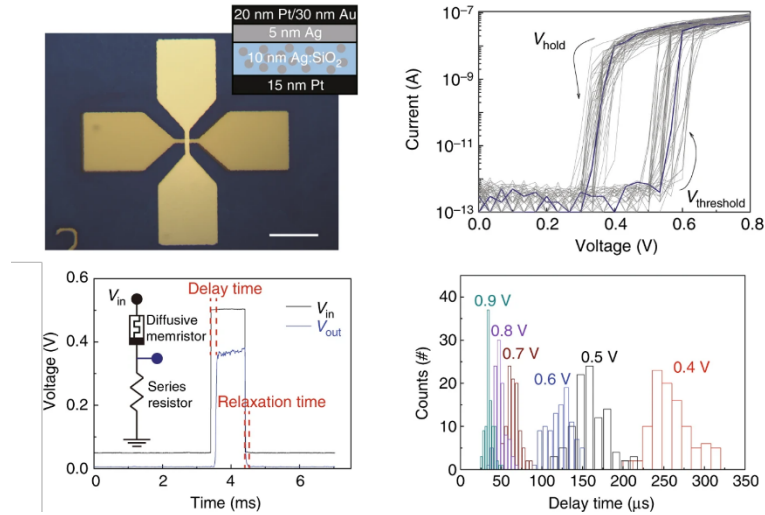 20 nm Pt/30 nm Au
5 nm Ag
10 nm Ag:SiO2
15 nm Pt
10-7
10-9
10-11
10-13
Current (A)
Vhold
Vthreshold
0.0 0.2 0.4 0.6 0.8
Voltage (V)
0.6
0.4
0.2
0.0
Voltage (V)
Vin
Diffusive
memristor
Series
resistor
Delay time
Vin
Vout
Relaxation time
0 2 4 6
Time (ms)
40
30
20
10
0
Counts (#)
0.9 V
0.8 V
0.7 V
0.6 V
0.5 V
0.4 V
0 50 100 150 200 250 300 350
Delay time (μs)